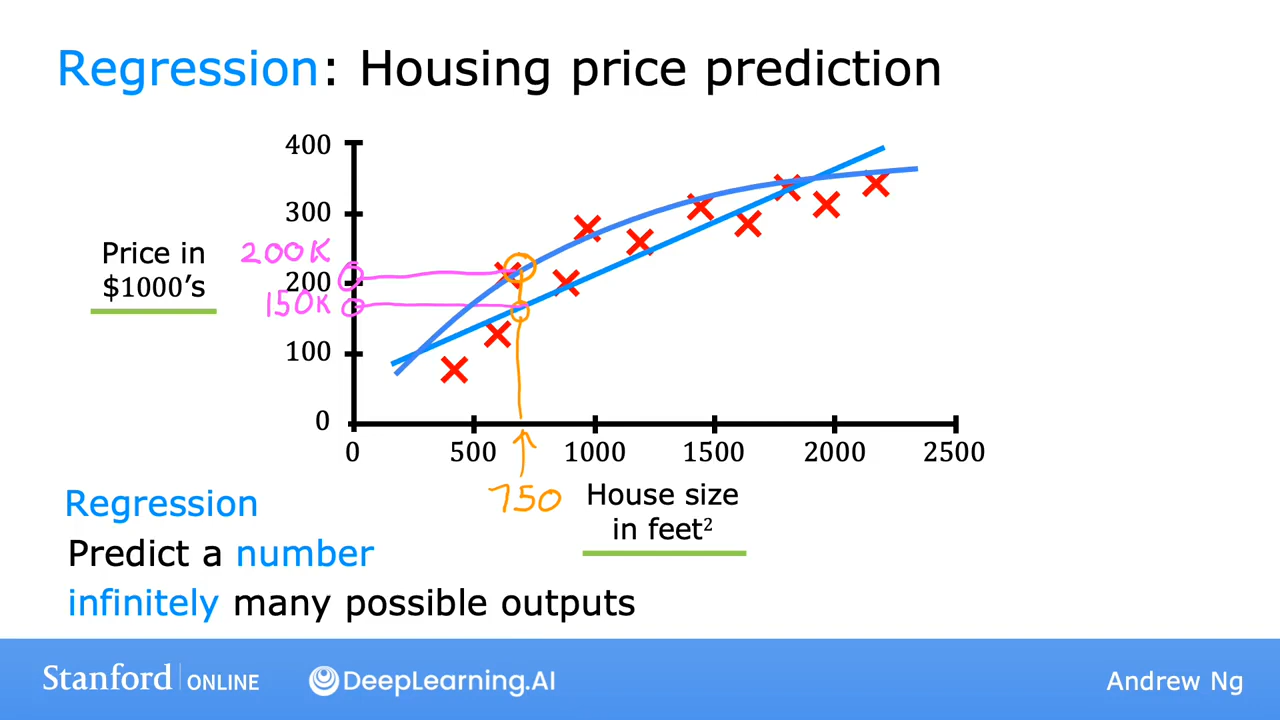 Regression: Housing price prediction
400
300
200K
200
150K
100
0
Price in
$1000’s
0 500 1000 1500 2000 2500
750
House size
in feet²
Regression
Predict a number
infinitely many possible outputs
Stanford | ONLINE DeepLearning.AI Andrew Ng